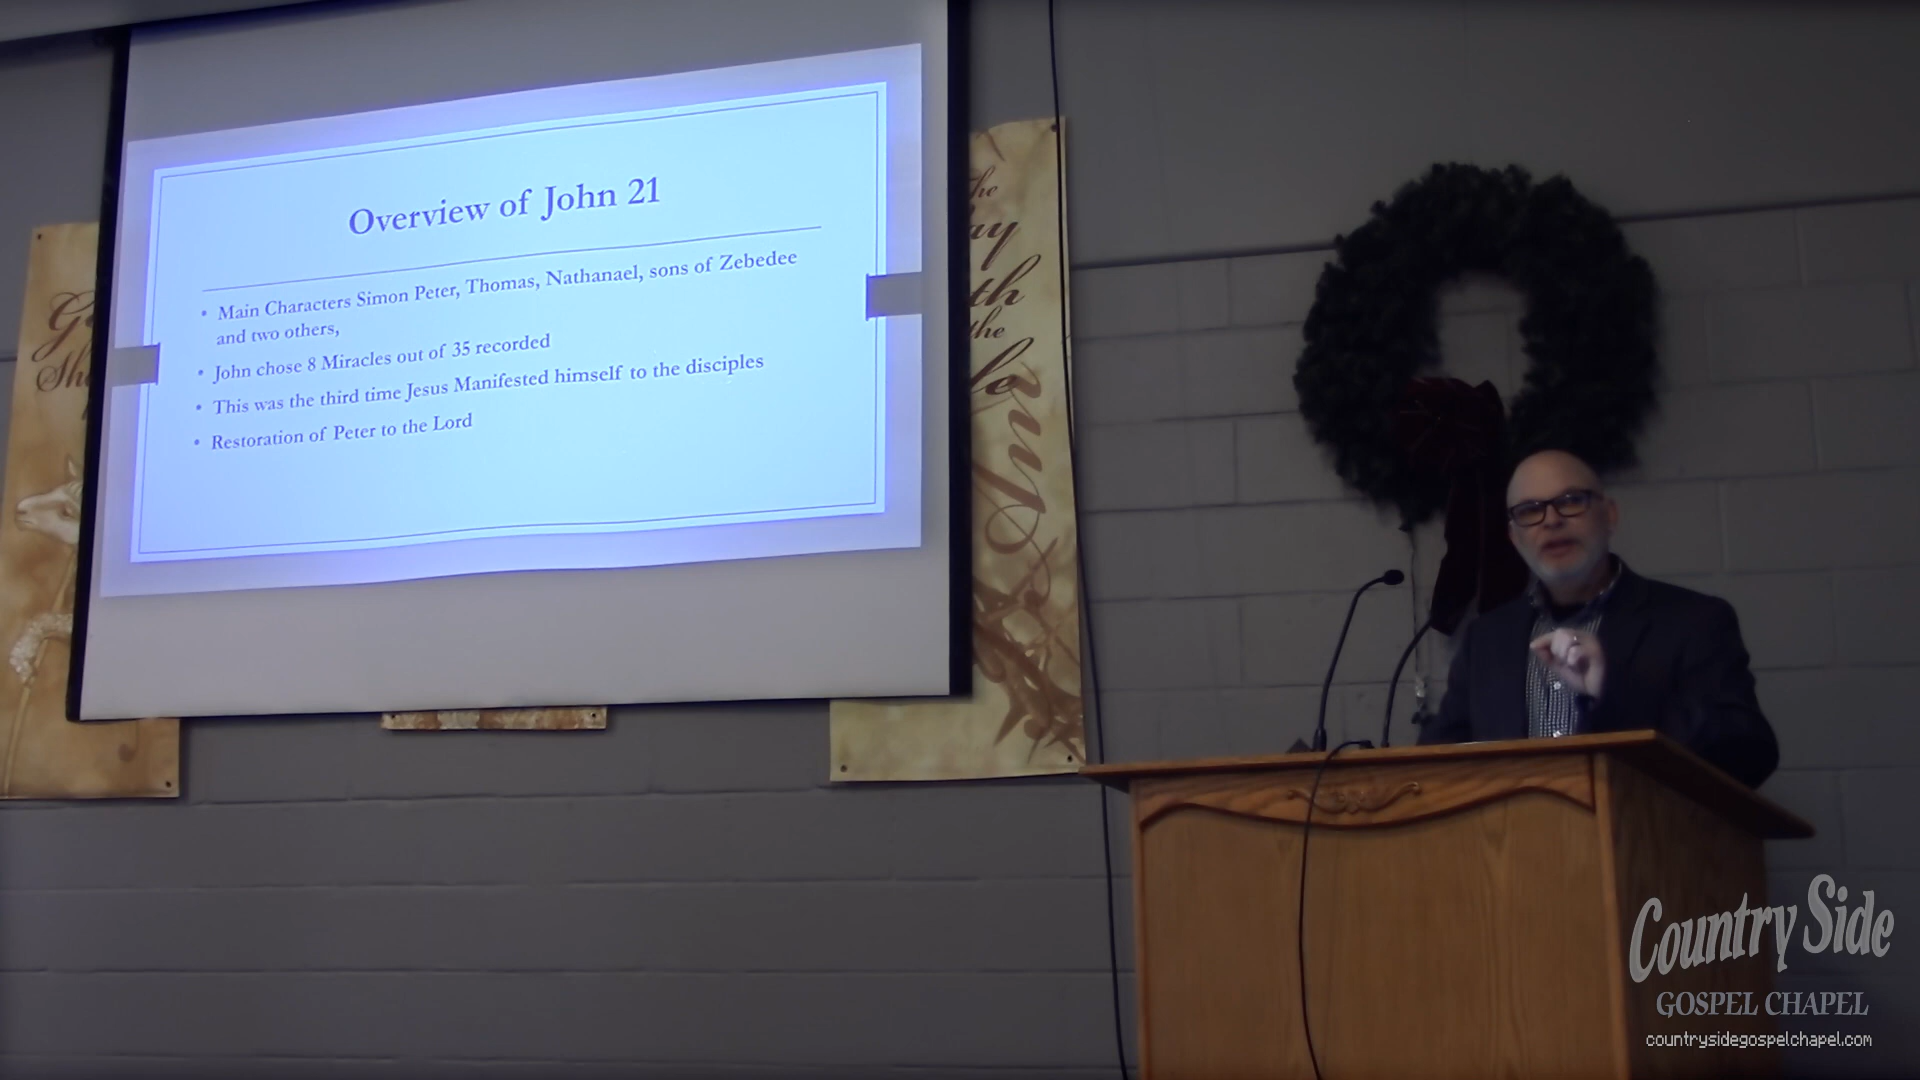 Overview of John 21
• Main Characters Simon Peter, Thomas, Nathanael, sons of Zebedee
and two others,
• John chose 8 Miracles out of 35 recorded
• This was the third time Jesus Manifested himself to the disciples
• Restoration of Peter to the Lord
the
Country Side
GOSPEL CHAPEL
countrysidegospelchapel.com